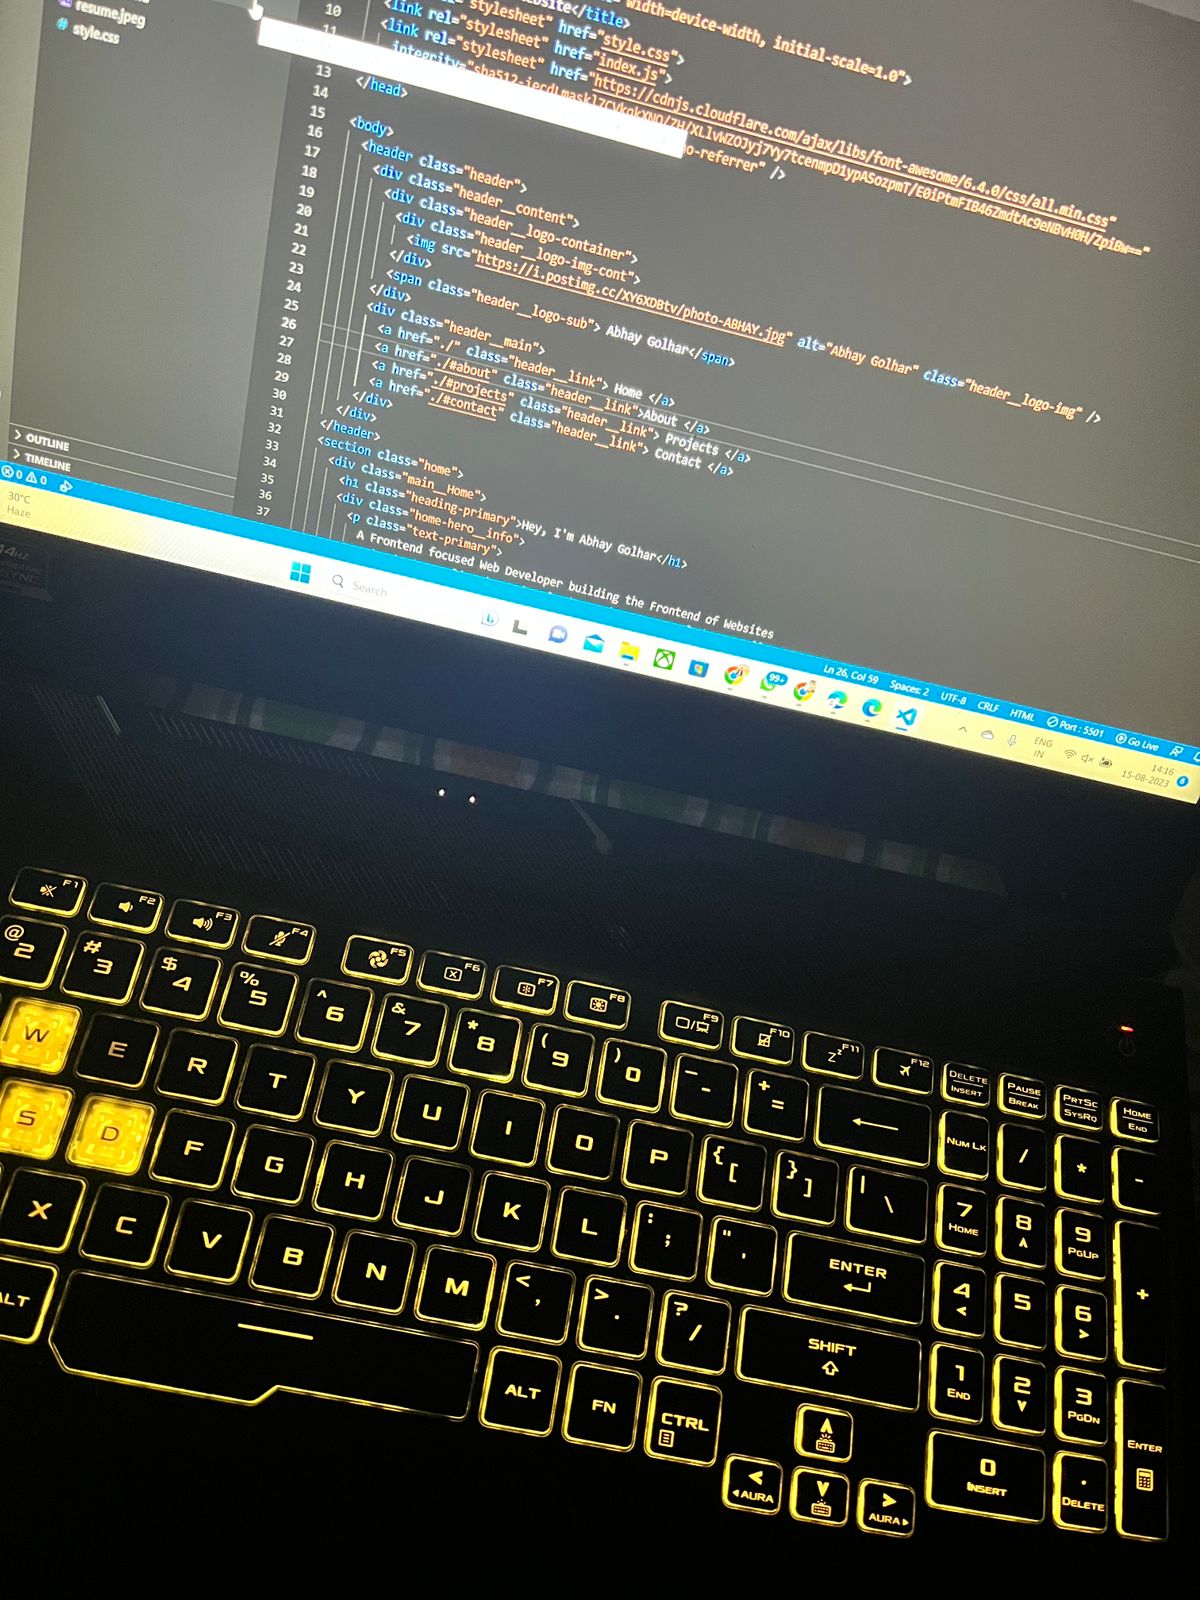 resume.jpeg
style.css
width=device-width, initial-scale=1.0">
10 </title>
<link rel="stylesheet" href="style.css">
11 <link rel="stylesheet" href="index.js">
<link rel="stylesheet" href="https://cdnjs.cloudflare.com/ajax/libs/font-awesome/6.4.0/css/all.min.css"
13 -referrer" />
14 </head>
15
16 <body>
17 <header class="header">
18 <div class="header__content">
19 <div class="header__logo-container">
20 <div class="header__logo-img-cont">
21 <img src="https://i.postimg.cc/XY6XDBtv/photo-ABHAY.jpg" alt="Abhay Golhar" class="header__logo-img" />
22 </div>
23 <span class="header__logo-sub"> Abhay Golhar</span>
24 </div>
25 <div class="header__main">
26 <a href="./" class="header__link"> Home </a>
27 <a href="./#about" class="header__link">About </a>
28 <a href="./#projects" class="header__link"> Projects </a>
29 <a href="./#contact" class="header__link"> Contact </a>
30 </div>
31 </div>
32 </header>
33 <section class="home">
34 <div class="main__Home">
35 <h1 class="heading-primary">Hey, I'm Abhay Golhar</h1>
36 <div class="home-hero__info">
37 <p class="text-primary">
A Frontend focused Web Developer building the Frontend of Websites
> OUTLINE
> TIMELINE
0 0
Ln 26, Col 59 Spaces: 2 UTF-8 CRLF HTML Port : 5501 Go Live
30°C
Haze
Search
99+
ENG
IN
14:16
15-08-2023
6
F1 F2 F3 F4 F5 F6 F7 F8 F9 F10 F11 F12 DELETE INSERT PAUSE BREAK PRTSC SYSRQ HOME END
@ 2 # 3 $ 4 % 5 ^ 6 & 7 * 8 ( 9 ) 0 _ - + = NUM LK / * -
W E R T Y U I O P { [ } ] | \ 7 HOME 8 9 PGUP +
S D F G H J K L : ; " ' ENTER 4 5 6
X C V B N M < , > . ? / SHIFT 1 END 2 3 PGDN ENTER
ALT ALT FN CTRL 0 INSERT . DELETE
AURA AURA